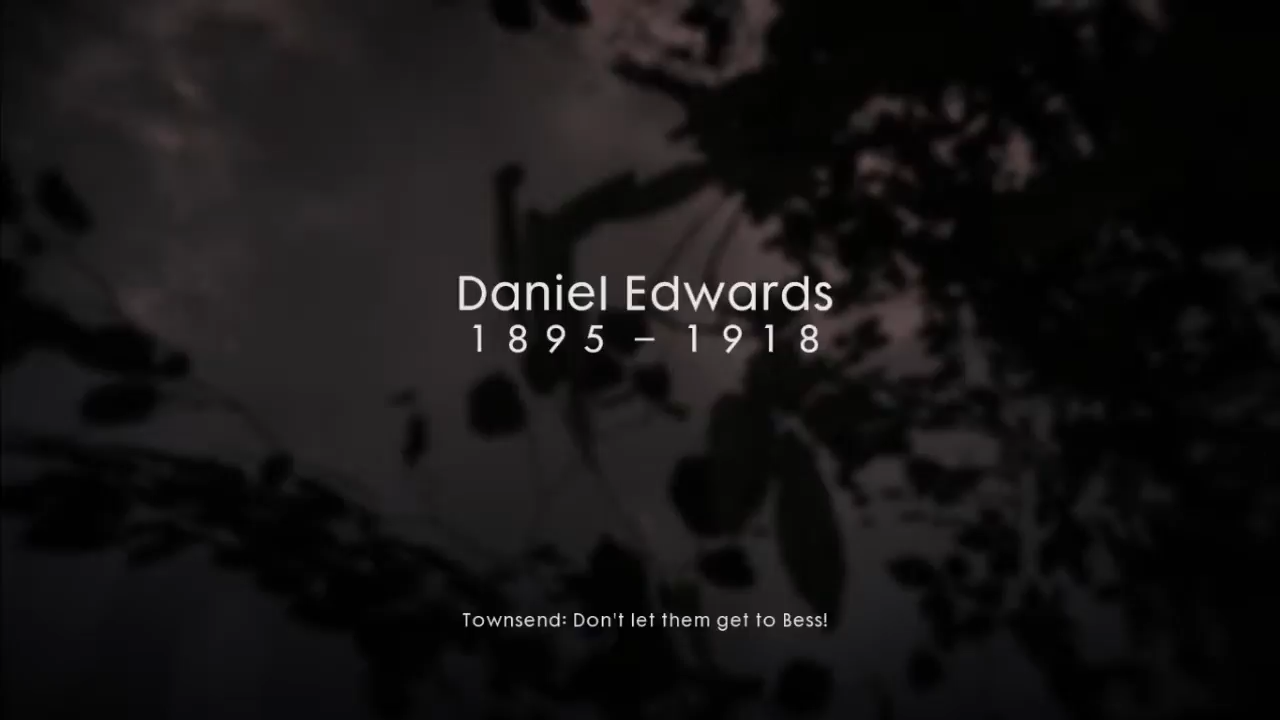 Daniel Edwards
1895 – 1918
Townsend: Don't let them get to Bess!